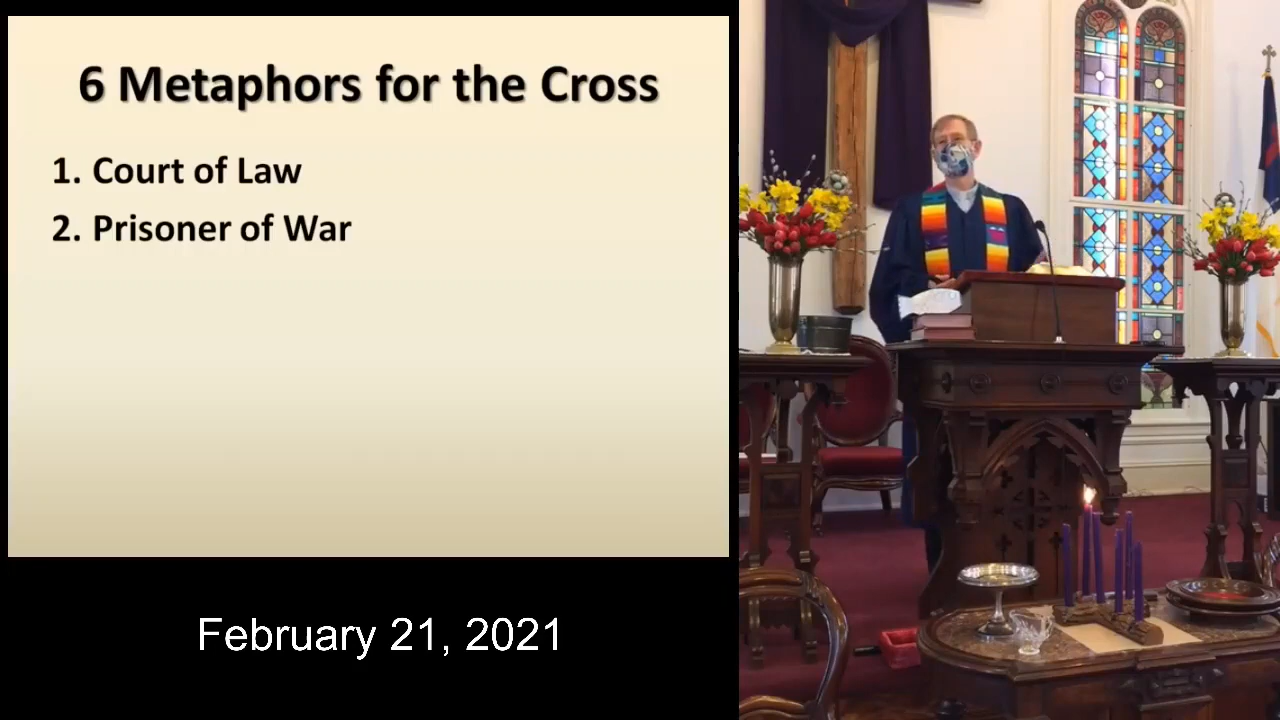 6 Metaphors for the Cross
1. Court of Law
2. Prisoner of War
February 21, 2021